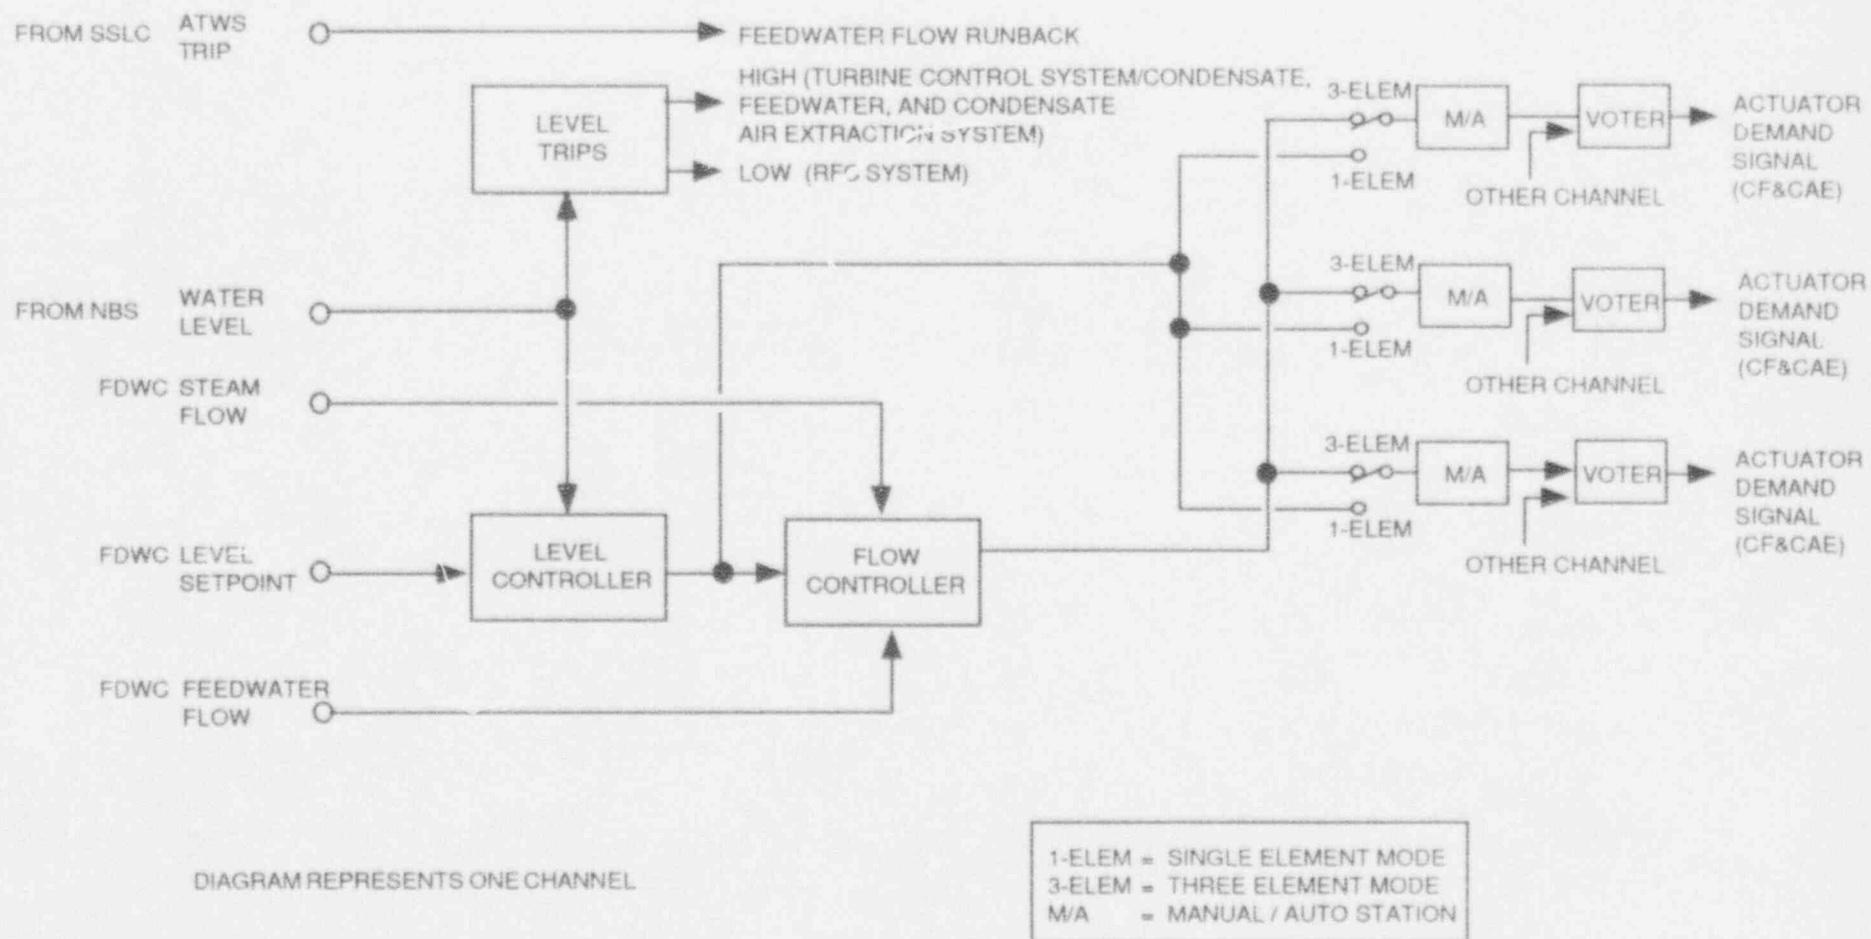 FROM SSLC
ATWS
TRIP
FEEDWATER FLOW RUNBACK
HIGH (TURBINE CONTROL SYSTEM/CONDENSATE,
FEEDWATER, AND CONDENSATE
AIR EXTRACTION SYSTEM)
LOW (RFC SYSTEM)
LEVEL
TRIPS
FROM NBS
WATER
LEVEL
FDWC STEAM
FLOW
FDWC LEVEL
SETPOINT
FDWC FEEDWATER
FLOW
LEVEL
CONTROLLER
FLOW
CONTROLLER
3-ELEM
1-ELEM
M/A
VOTER
OTHER CHANNEL
ACTUATOR
DEMAND
SIGNAL
(CF&CAE)
3-ELEM
1-ELEM
M/A
VOTER
OTHER CHANNEL
ACTUATOR
DEMAND
SIGNAL
(CF&CAE)
3-ELEM
1-ELEM
M/A
VOTER
OTHER CHANNEL
ACTUATOR
DEMAND
SIGNAL
(CF&CAE)
DIAGRAM REPRESENTS ONE CHANNEL
1-ELEM = SINGLE ELEMENT MODE
3-ELEM = THREE ELEMENT MODE
M/A = MANUAL / AUTO STATION